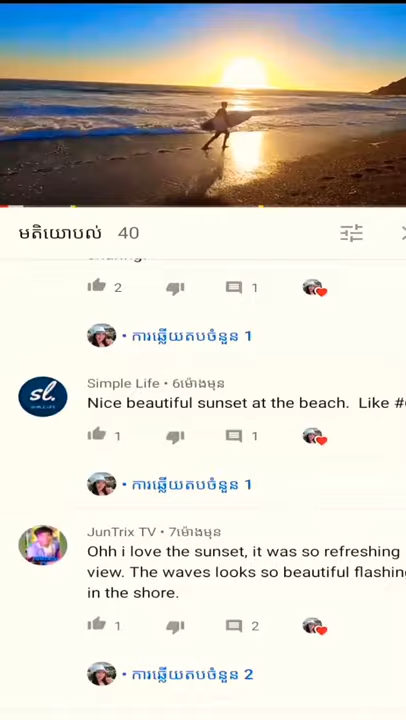 មតិយោបល់ 40
2 1
• ការឆ្លើយតបចំនួន 1
sl.
SIMPLE LIFE
Simple Life • 6ម៉ោងមុន
Nice beautiful sunset at the beach. Like #
1 1
• ការឆ្លើយតបចំនួន 1
JunTrix TV • 7ម៉ោងមុន
Ohh i love the sunset, it was so refreshing
view. The waves looks so beautiful flashing
in the shore.
1 2
• ការឆ្លើយតបចំនួន 2